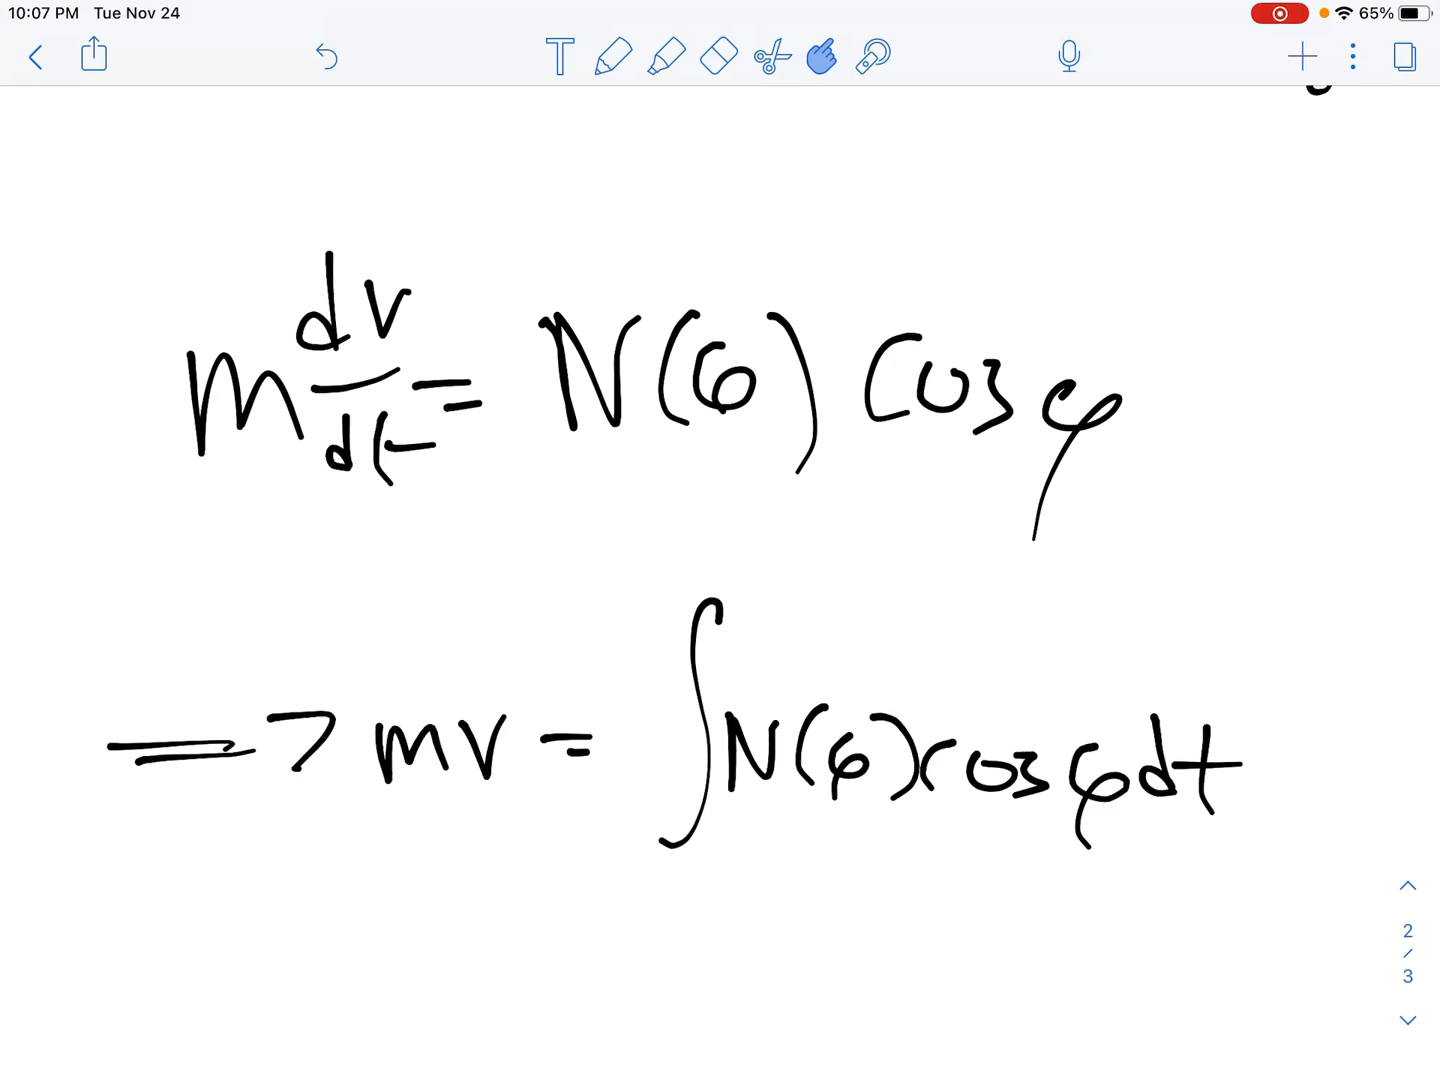 10:07 PM Tue Nov 24 65%
T
m dv/dt = N(φ) cos φ
=> mv = ∫N(φ)cos φ dt
2
/
3